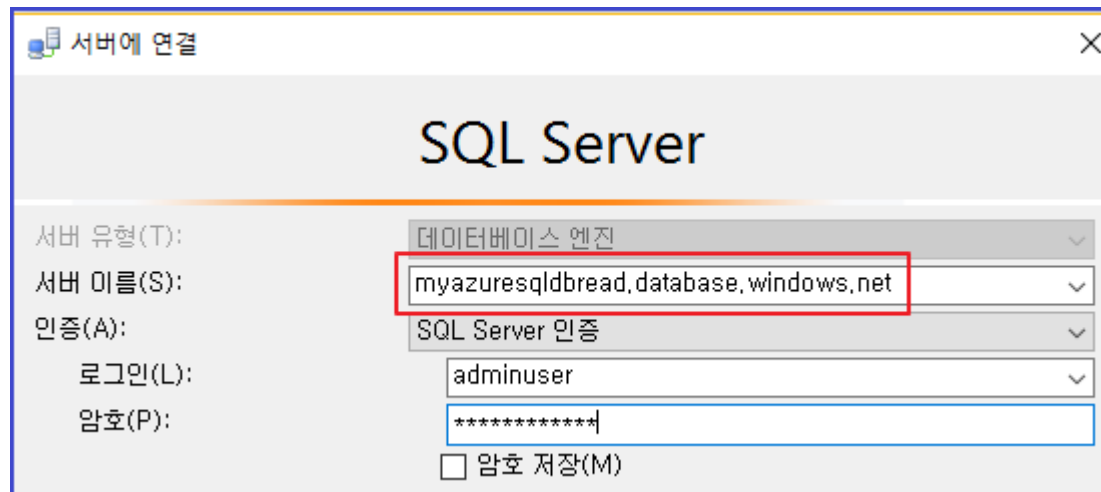 서버에 연결
SQL Server
서버 유형(T): 데이터베이스 엔진
서버 이름(S): myazuresqldbread.database.windows.net
인증(A): SQL Server 인증
로그인(L): adminuser
암호(P): ************
암호 저장(M)